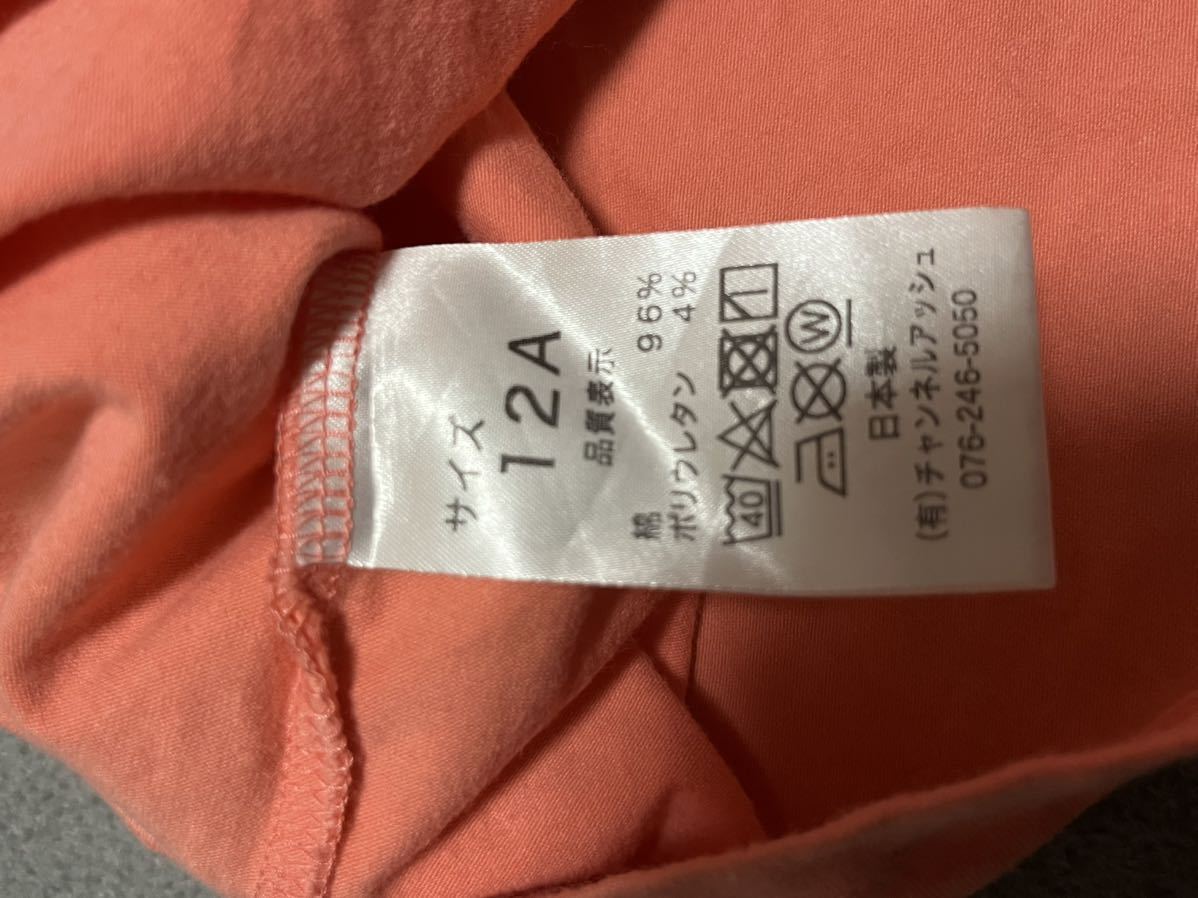 サイズ
12A
品質表示
綿 96%
ポリウレタン 4%
40
W
日本製
(有)チャンネルアッシュ
076-246-5050